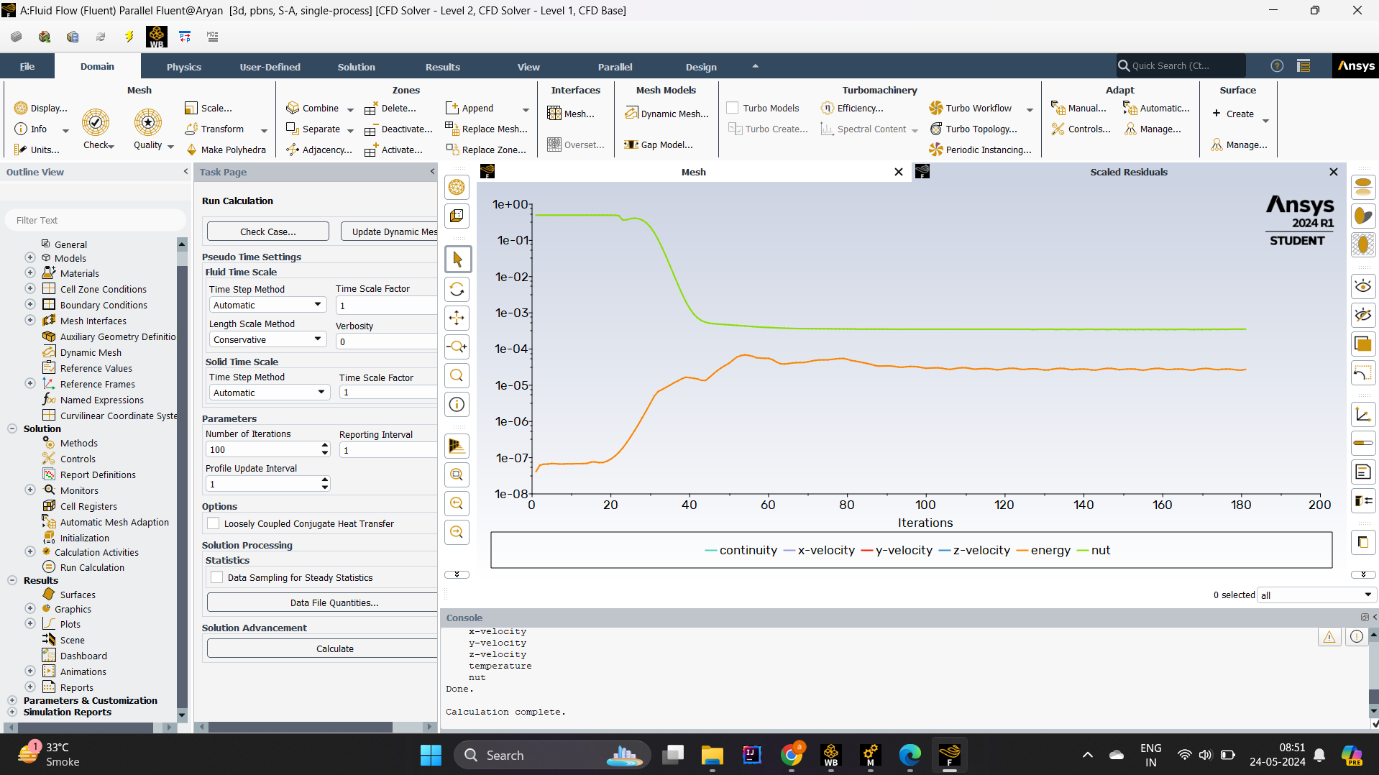 A:Fluid Flow (Fluent) Parallel Fluent@Aryan [3d, pbns, S-A, single-process] [CFD Solver - Level 2, CFD Solver - Level 1, CFD Base]
WB
File Domain Physics User-Defined Solution Results View Parallel Design Quick Search (Ct... Ansys
Mesh
Display...
Info
Units...
Check
Quality
Scale...
Transform
Make Polyhedra
Zones
Combine
Separate
Adjacency...
Delete...
Deactivate...
Activate...
Append
Replace Mesh...
Replace Zone...
Interfaces
Mesh...
Overset...
Mesh Models
Dynamic Mesh...
Gap Model...
Turbomachinery
Turbo Models
Turbo Create...
Efficiency...
Spectral Content
Turbo Workflow
Turbo Topology...
Periodic Instancing...
Adapt
Manual...
Controls...
Automatic...
Manage...
Surface
Create
Manage...
Outline View
Filter Text
General
Models
Materials
Cell Zone Conditions
Boundary Conditions
Mesh Interfaces
Auxiliary Geometry Definitio
Dynamic Mesh
Reference Values
Reference Frames
Named Expressions
Curvilinear Coordinate Syste
Solution
Methods
Controls
Report Definitions
Monitors
Cell Registers
Automatic Mesh Adaption
Initialization
Calculation Activities
Run Calculation
Results
Surfaces
Graphics
Plots
Scene
Dashboard
Animations
Reports
Parameters & Customization
Simulation Reports
Task Page
Run Calculation
Check Case... Update Dynamic Mes
Pseudo Time Settings
Fluid Time Scale
Time Step Method Time Scale Factor
Automatic 1
Length Scale Method Verbosity
Conservative 0
Solid Time Scale
Time Step Method Time Scale Factor
Automatic 1
Parameters
Number of Iterations Reporting Interval
100 1
Profile Update Interval
1
Options
Loosely Coupled Conjugate Heat Transfer
Solution Processing
Statistics
Data Sampling for Steady Statistics
Data File Quantities...
Solution Advancement
Calculate
Mesh
Scaled Residuals
Ansys
2024 R1
STUDENT
1e+00
1e-01
1e-02
1e-03
1e-04
1e-05
1e-06
1e-07
1e-08
0 20 40 60 80 100 120 140 160 180 200
Iterations
continuity x-velocity y-velocity z-velocity energy nut
0 selected all
Console
x-velocity
y-velocity
z-velocity
temperature
nut
Done.
Calculation complete.
1
33°C
Smoke
Search
WB
M
F
ENG
IN
08:51
24-05-2024
PRE